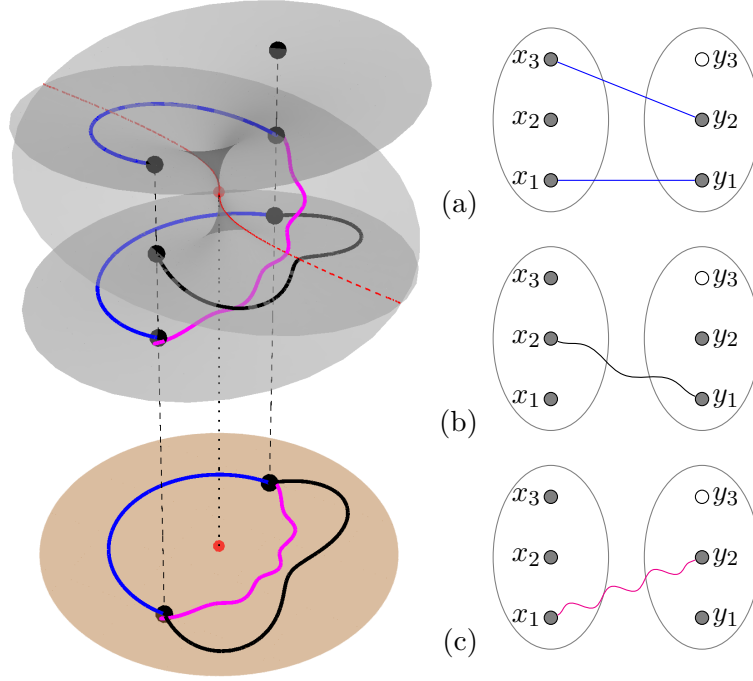 x₃ y₃
x₂ y₂
x₁ y₁
(a)
x₃ y₃
x₂ y₂
x₁ y₁
(b)
x₃ y₃
x₂ y₂
x₁ y₁
(c)